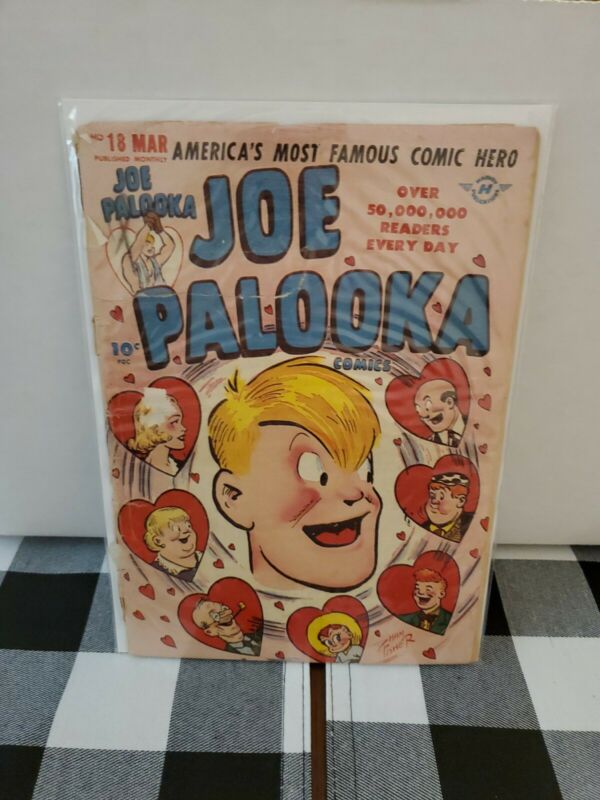 NO 18 MAR
PUBLISHED MONTHLY
AMERICA'S MOST FAMOUS COMIC HERO
JOE
PALOOKA
JOE
PALOOKA
COMICS
OVER
50,000,000
READERS
EVERY DAY
H
10¢
HAM
FISHER